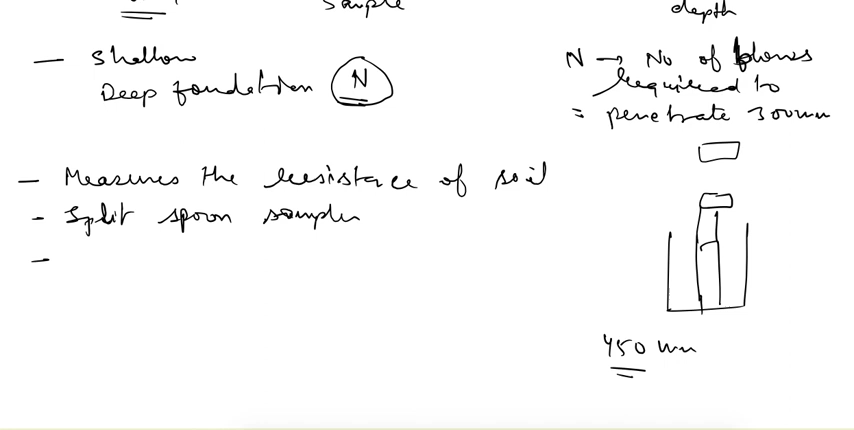 sample
depth
— Shallow
Deep foundation N
N → No of blows
required to
= penetrate 300mm
— Measures the resistance of soil
- Split spoon sampler
-
450 mm